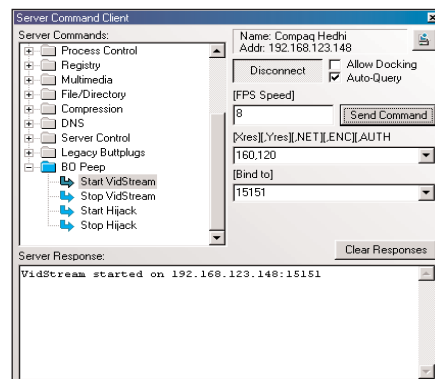 Server Command Client
Server Commands:
Process Control
Registry
Multimedia
File/Directory
Compression
DNS
Server Control
Legacy Buttplugs
BO Peep
Start VidStream
Stop VidStream
Start Hijack
Stop Hijack
Name: Compaq Hedhi
Addr: 192.168.123.148
Disconnect
Allow Docking
Auto-Query
[FPS Speed]
8
Send Command
[Xres][,Yres][,NET][,ENC][,AUTH
160,120
[Bind to]
15151
Clear Responses
Server Response:
VidStream started on 192.168.123.148:15151